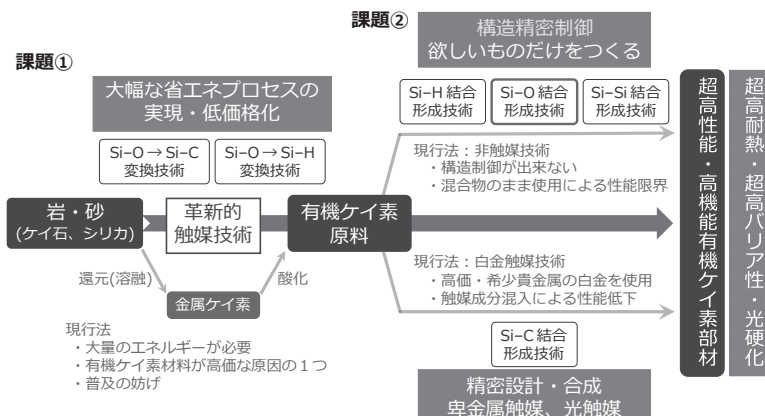 課題①
大幅な省エネプロセスの
実現・低価格化
Si−O → Si−C
変換技術
Si−O → Si−H
変換技術
岩・砂
(ケイ石、シリカ)
革新的
触媒技術
有機ケイ素
原料
還元(溶融)
酸化
金属ケイ素
現行法
・大量のエネルギーが必要
・有機ケイ素材料が高価な原因の１つ
・普及の妨げ
課題②
構造精密制御
欲しいものだけをつくる
Si−H 結合
形成技術
Si−O 結合
形成技術
Si−Si 結合
形成技術
現行法：非触媒技術
・構造制御が出来ない
・混合物のまま使用による性能限界
現行法：白金触媒技術
・高価・希少貴金属の白金を使用
・触媒成分混入による性能低下
Si−C 結合
形成技術
精密設計・合成
卑金属触媒、光触媒
超高性能・高機能有機ケイ素部材
超高耐熱・超高バリア性・光硬化